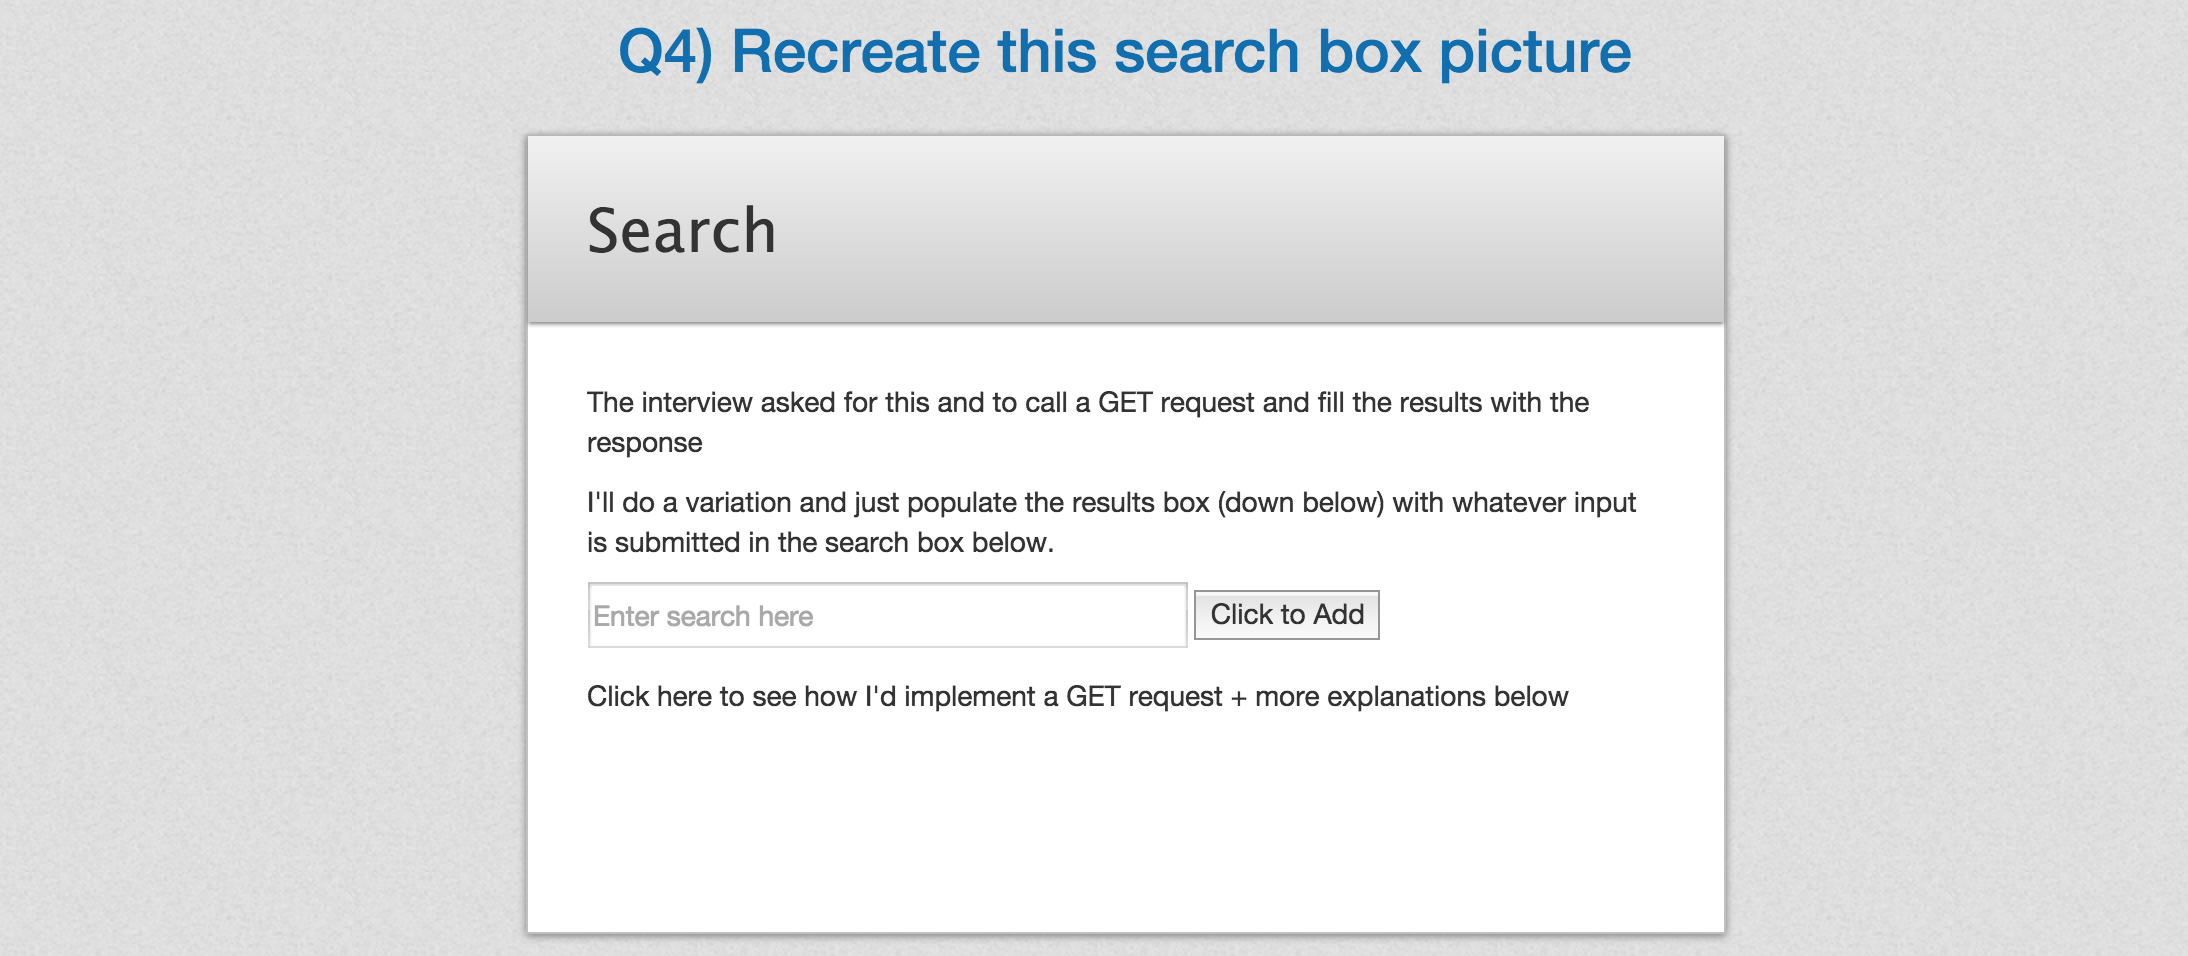 Q4) Recreate this search box picture
Search
The interview asked for this and to call a GET request and fill the results with the
response
I'll do a variation and just populate the results box (down below) with whatever input
is submitted in the search box below.
Enter search here
Click to Add
Click here to see how I'd implement a GET request + more explanations below